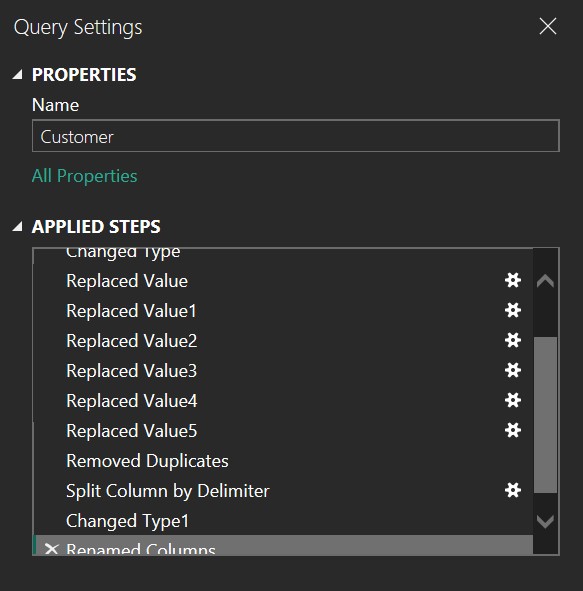 Query Settings
PROPERTIES
Name
Customer
All Properties
APPLIED STEPS
Changed Type
Replaced Value
Replaced Value1
Replaced Value2
Replaced Value3
Replaced Value4
Replaced Value5
Removed Duplicates
Split Column by Delimiter
Changed Type1
Renamed Columns